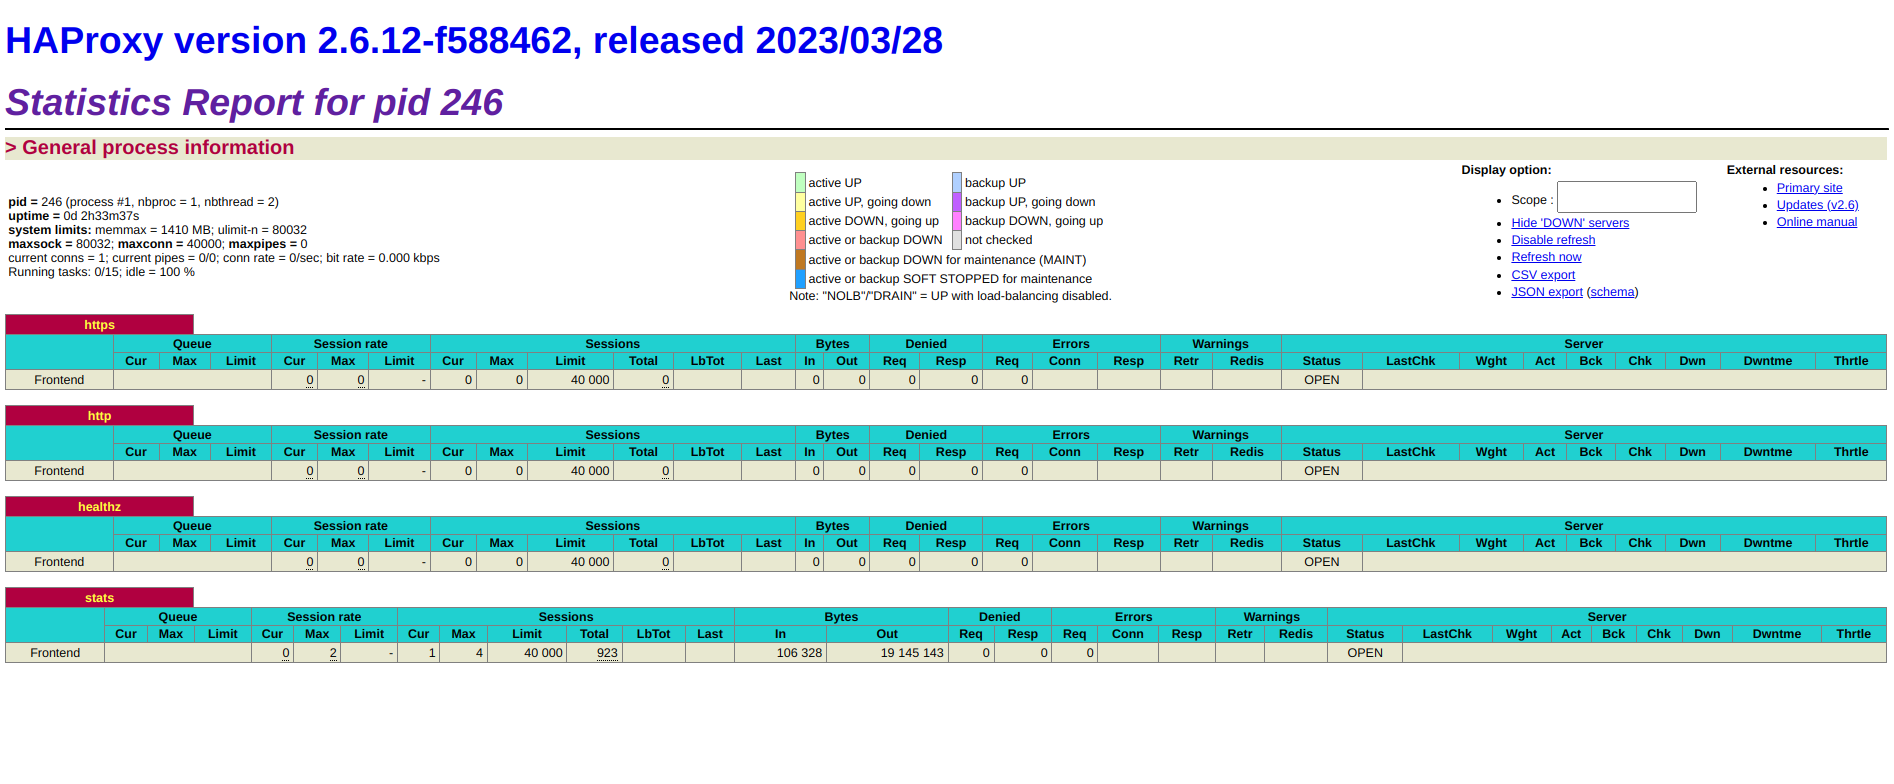 HAProxy version 2.6.12-f588462, released 2023/03/28
Statistics Report for pid 246
> General process information
pid = 246 (process #1, nbproc = 1, nbthread = 2)
uptime = 0d 2h33m37s
system limits: memmax = 1410 MB; ulimit-n = 80032
maxsock = 80032; maxconn = 40000; maxpipes = 0
current conns = 1; current pipes = 0/0; conn rate = 0/sec; bit rate = 0.000 kbps
Running tasks: 0/15; idle = 100 %
active UP backup UP
active UP, going down backup UP, going down
active DOWN, going up backup DOWN, going up
active or backup DOWN not checked
active or backup DOWN for maintenance (MAINT)
active or backup SOFT STOPPED for maintenance
Note: "NOLB"/"DRAIN" = UP with load-balancing disabled.
Display option:
• Scope :
• Hide 'DOWN' servers
• Disable refresh
• Refresh now
• CSV export
• JSON export (schema)
External resources:
• Primary site
• Updates (v2.6)
• Online manual
https
Queue Session rate Sessions Bytes Denied Errors Warnings Server
Cur Max Limit Cur Max Limit Cur Max Limit Total LbTot Last In Out Req Resp Req Conn Resp Retr Redis Status LastChk Wght Act Bck Chk Dwn Dwntme Thrtle
Frontend 0 0 - 0 0 40 000 0 0 0 0 0 0 OPEN
http
Queue Session rate Sessions Bytes Denied Errors Warnings Server
Cur Max Limit Cur Max Limit Cur Max Limit Total LbTot Last In Out Req Resp Req Conn Resp Retr Redis Status LastChk Wght Act Bck Chk Dwn Dwntme Thrtle
Frontend 0 0 - 0 0 40 000 0 0 0 0 0 0 OPEN
healthz
Queue Session rate Sessions Bytes Denied Errors Warnings Server
Cur Max Limit Cur Max Limit Cur Max Limit Total LbTot Last In Out Req Resp Req Conn Resp Retr Redis Status LastChk Wght Act Bck Chk Dwn Dwntme Thrtle
Frontend 0 0 - 0 0 40 000 0 0 0 0 0 0 OPEN
stats
Queue Session rate Sessions Bytes Denied Errors Warnings Server
Cur Max Limit Cur Max Limit Cur Max Limit Total LbTot Last In Out Req Resp Req Conn Resp Retr Redis Status LastChk Wght Act Bck Chk Dwn Dwntme Thrtle
Frontend 0 2 - 1 4 40 000 923 106 328 19 145 143 0 0 0 OPEN